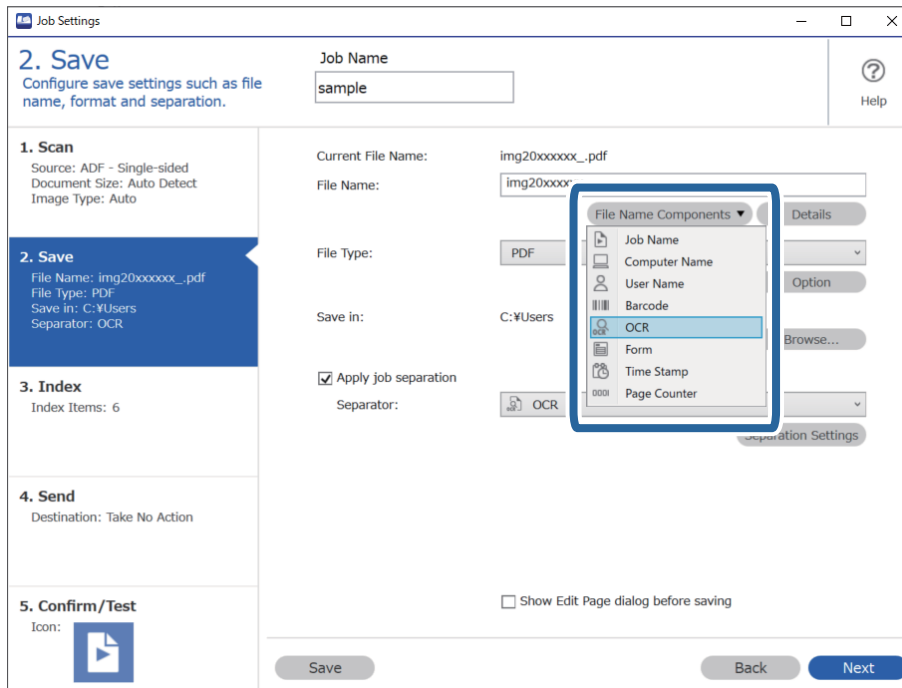 Job Settings
2. Save
Configure save settings such as file
name, format and separation.
Job Name
sample
Help
1. Scan
Source: ADF - Single-sided
Document Size: Auto Detect
Image Type: Auto
2. Save
File Name: img20xxxxxx_.pdf
File Type: PDF
Save in: C:¥Users
Separator: OCR
3. Index
Index Items: 6
4. Send
Destination: Take No Action
5. Confirm/Test
Icon:
Current File Name: img20xxxxxx_.pdf
File Name: img20xxxx
File Name Components ▼ Details
Job Name
Computer Name
User Name
Barcode
OCR OCR
Form
Time Stamp
0001 Page Counter
File Type: PDF
Option
Save in: C:¥Users
Browse...
Apply job separation
Separator: OCR
Separation Settings
Show Edit Page dialog before saving
Save Back Next